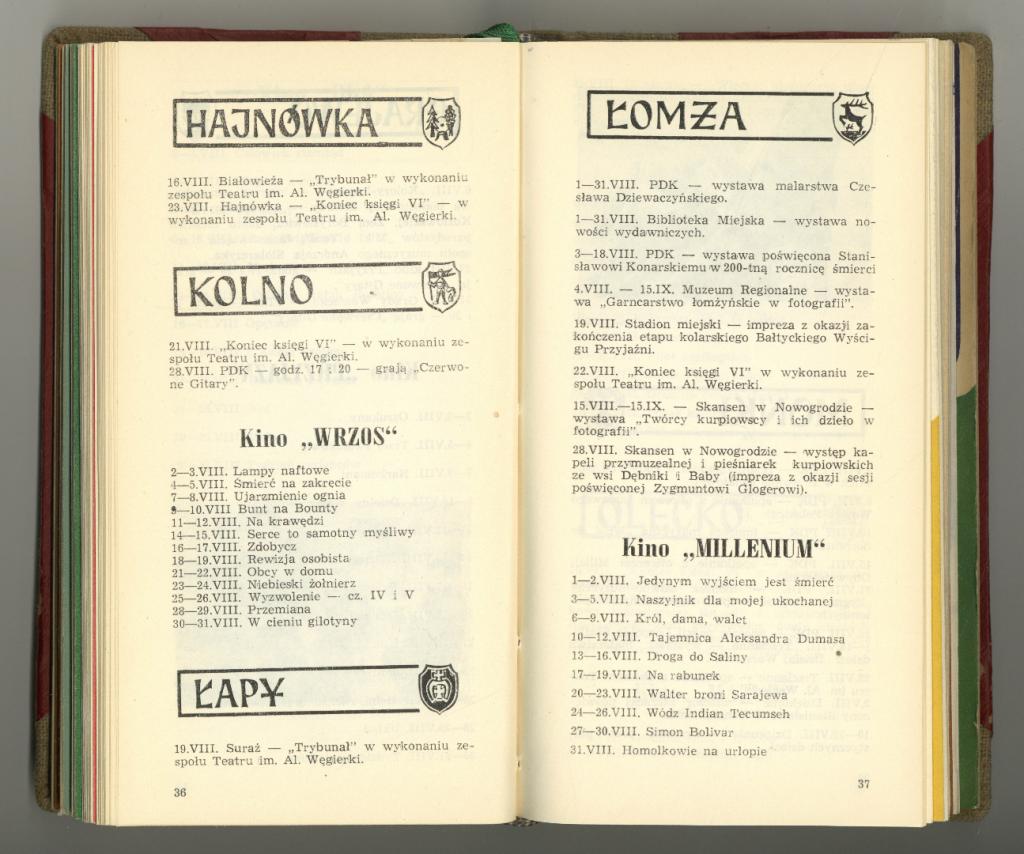 HAJNÓWKA
16.VIII. Białowieża — „Trybunał” w wykonaniu
zespołu Teatru im. Al. Węgierki.
23.VIII. Hajnówka — „Koniec księgi VI” — w
wykonaniu zespołu Teatru im. Al. Węgierki.
KOLNO
21.VIII. „Koniec księgi VI” — w wykonaniu ze-
społu Teatru im. Al. Węgierki.
28.VIII. PDK — godz. 17 i 20 — grają „Czerwo-
ne Gitary”.
Kino „WRZOS“
2—3.VIII. Lampy naftowe
4—5.VIII. Śmierć na zakręcie
7—8.VIII. Ujarzmienie ognia
9—10.VIII Bunt na Bounty
11—12.VIII. Na krawędzi
14—15.VIII. Serce to samotny myśliwy
16—17.VIII. Zdobycz
18—19.VIII. Rewizja osobista
21—22.VIII. Obcy w domu
23—24.VIII. Niebieski żołnierz
25—26.VIII. Wyzwolenie — cz. IV i V
28—29.VIII. Przemiana
30—31.VIII. W cieniu gilotyny
ŁAPY
19.VIII. Suraż — „Trybunał” w wykonaniu ze-
społu Teatru im. Al. Węgierki.
36
ŁOMŻA
1—31.VIII. PDK — wystawa malarstwa Cze-
sława Dziewaczyńskiego.
1—31.VIII. Biblioteka Miejska — wystawa no-
wości wydawniczych.
3—18.VIII. PDK — wystawa poświęcona Stani-
sławowi Konarskiemu w 200-tną rocznicę śmierci
4.VIII. — 15.IX. Muzeum Regionalne — wysta-
wa „Garncarstwo łomżyńskie w fotografii”.
19.VIII. Stadion miejski — impreza z okazji za-
kończenia etapu kolarskiego Bałtyckiego Wyści-
gu Przyjaźni.
22.VIII. „Koniec księgi VI” w wykonaniu ze-
społu Teatru im. Al. Węgierki.
15.VIII.—15.IX. — Skansen w Nowogrodzie —
wystawa „Twórcy kurpiowscy i ich dzieło w
fotografii”.
28.VIII. Skansen w Nowogrodzie — występ ka-
peli przymuzealnej i pieśniarek kurpiowskich
ze wsi Dębniki i Baby (impreza z okazji sesji
poświęconej Zygmuntowi Glogerowi).
Kino „MILLENIUM“
1—2.VIII. Jedynym wyjściem jest śmierć
3—5.VIII. Naszyjnik dla mojej ukochanej
6—9.VIII. Król, dama, walet
10—12.VIII. Tajemnica Aleksandra Dumasa
13—16.VIII. Droga do Saliny
17—19.VIII. Na rabunek
20—23.VIII. Walter broni Sarajewa
24—26.VIII. Wódz Indian Tecumseh
27—30.VIII. Simon Bolivar
31.VIII. Homolkowie na urlopie
37